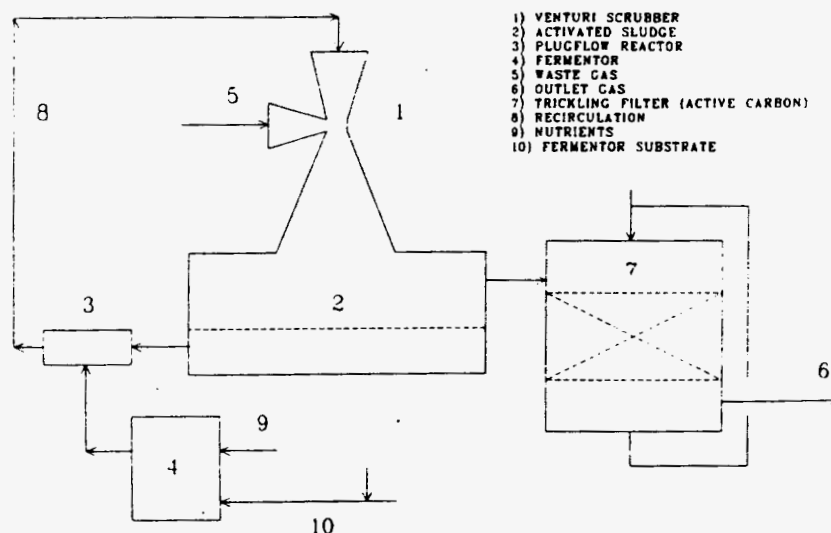 1) VENTURI SCRUBBER
2) ACTIVATED SLUDGE
3) PLUGFLOW REACTOR
4) FERMENTOR
5) WASTE GAS
6) OUTLET GAS
7) TRICKLING FILTER (ACTIVE CARBON)
8) RECIRCULATION
9) NUTRIENTS
10) FERMENTOR SUBSTRATE
8
5
1
7
3
2
6
9
4
10